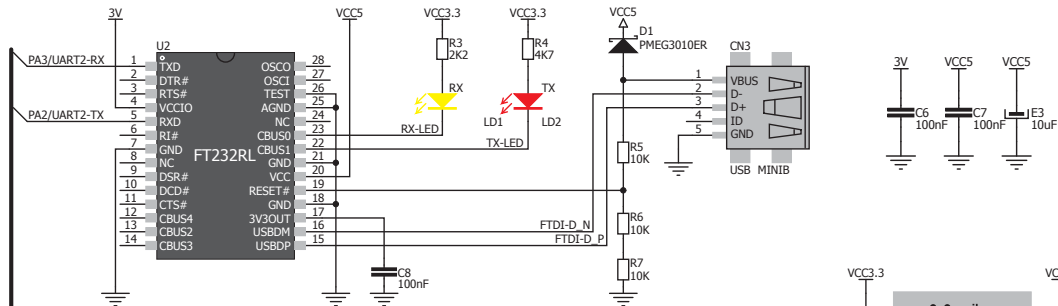 3V
VCC5
VCC3.3
VCC3.3
VCC5
D1
PMEG3010ER
R3
2K2
R4
4K7
U2
CN3
3V
VCC5
VCC5
PA3/UART2-RX
1
TXD
OSCO
28
2
DTR#
OSCI
27
3
RTS#
TEST
26
4
VCCIO
AGND
25
PA2/UART2-TX
5
RXD
NC
24
6
RI#
CBUS0
23
7
GND
CBUS1
22
8
NC
GND
21
9
DSR#
VCC
20
10
DCD#
RESET#
19
11
CTS#
GND
18
12
CBUS4
3V3OUT
17
13
CBUS2
USBDM
16
14
CBUS3
USBDP
15
FT232RL
RX
TX
LD1
LD2
RX-LED
TX-LED
1
VBUS
2
D-
3
D+
4
ID
5
GND
USB MINIB
C6
100nF
C7
100nF
E3
10uF
R5
10K
R6
10K
R7
10K
FTDI-D_N
FTDI-D_P
C8
100nF
VCC3.3